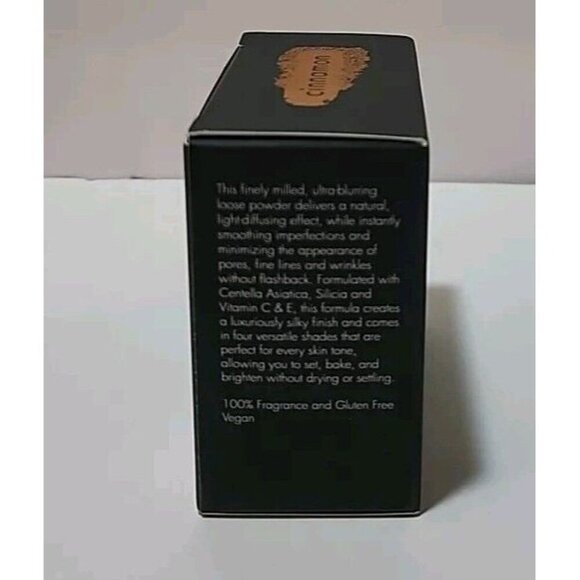 cinnamon
This finely milled, ultra-blurring
loose powder delivers a natural,
light-diffusing effect, while instantly
smoothing imperfections and
minimizing the appearance of
pores, fine lines and wrinkles
without flashback. Formulated with
Centella Asiatica, Silicia and
Vitamin C & E, this formula creates
a luxuriously silky finish and comes
in four versatile shades that are
perfect for every skin tone,
allowing you to set, bake, and
brighten without drying or settling.
100% Fragrance and Gluten Free
Vegan